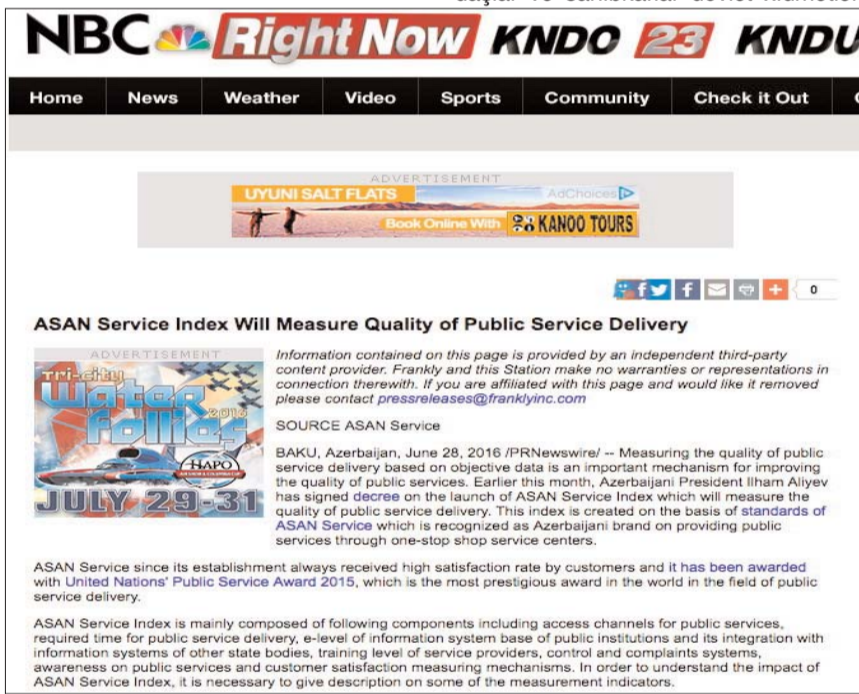 NBC Right Now KNDO 23 KNDU
Home News Weather Video Sports Community Check it Out
ADVERTISEMENT
UYUNI SALT FLATS AdChoices
Book Online With KANOO TOURS
0
ASAN Service Index Will Measure Quality of Public Service Delivery
ADVERTISEMENT
Tri-city
Water
Follies
2016
HAPO
JULY 29-31
Information contained on this page is provided by an independent third-party
content provider. Frankly and this Station make no warranties or representations in
connection therewith. If you are affiliated with this page and would like it removed
please contact pressreleases@franklyinc.com
SOURCE ASAN Service
BAKU, Azerbaijan, June 28, 2016 /PRNewswire/ -- Measuring the quality of public
service delivery based on objective data is an important mechanism for improving
the quality of public services. Earlier this month, Azerbaijani President Ilham Aliyev
has signed decree on the launch of ASAN Service Index which will measure the
quality of public service delivery. This index is created on the basis of standards of
ASAN Service which is recognized as Azerbaijani brand on providing public
services through one-stop shop service centers.
ASAN Service since its establishment always received high satisfaction rate by customers and it has been awarded
with United Nations' Public Service Award 2015, which is the most prestigious award in the world in the field of public
service delivery.
ASAN Service Index is mainly composed of following components including access channels for public services,
required time for public service delivery, e-level of information system base of public institutions and its integration with
information systems of other state bodies, training level of service providers, control and complaints systems,
awareness on public services and customer satisfaction measuring mechanisms. In order to understand the impact of
ASAN Service Index, it is necessary to give description on some of the measurement indicators.